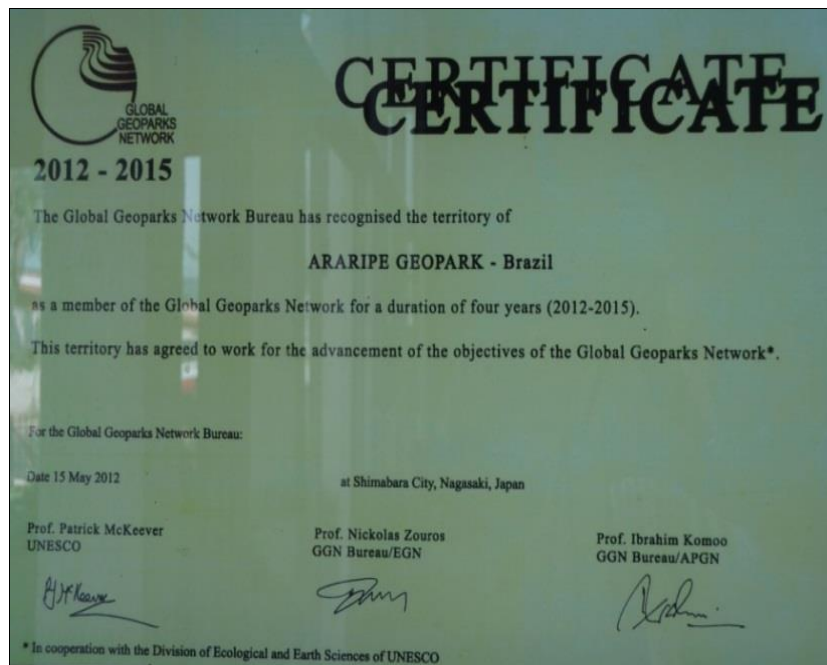 GLOBAL
GEOPARKS
NETWORK
CERTIFICATE
CERTIFICATE
2012 - 2015
The Global Geoparks Network Bureau has recognised the territory of
ARARIPE GEOPARK - Brazil
as a member of the Global Geoparks Network for a duration of four years (2012-2015).
This territory has agreed to work for the advancement of the objectives of the Global Geoparks Network*.
For the Global Geoparks Network Bureau:
Date 15 May 2012
at Shimabara City, Nagasaki, Japan
Prof. Patrick McKeever
UNESCO
Prof. Nickolas Zouros
GGN Bureau/EGN
Prof. Ibrahim Komoo
GGN Bureau/APGN
* In cooperation with the Division of Ecological and Earth Sciences of UNESCO